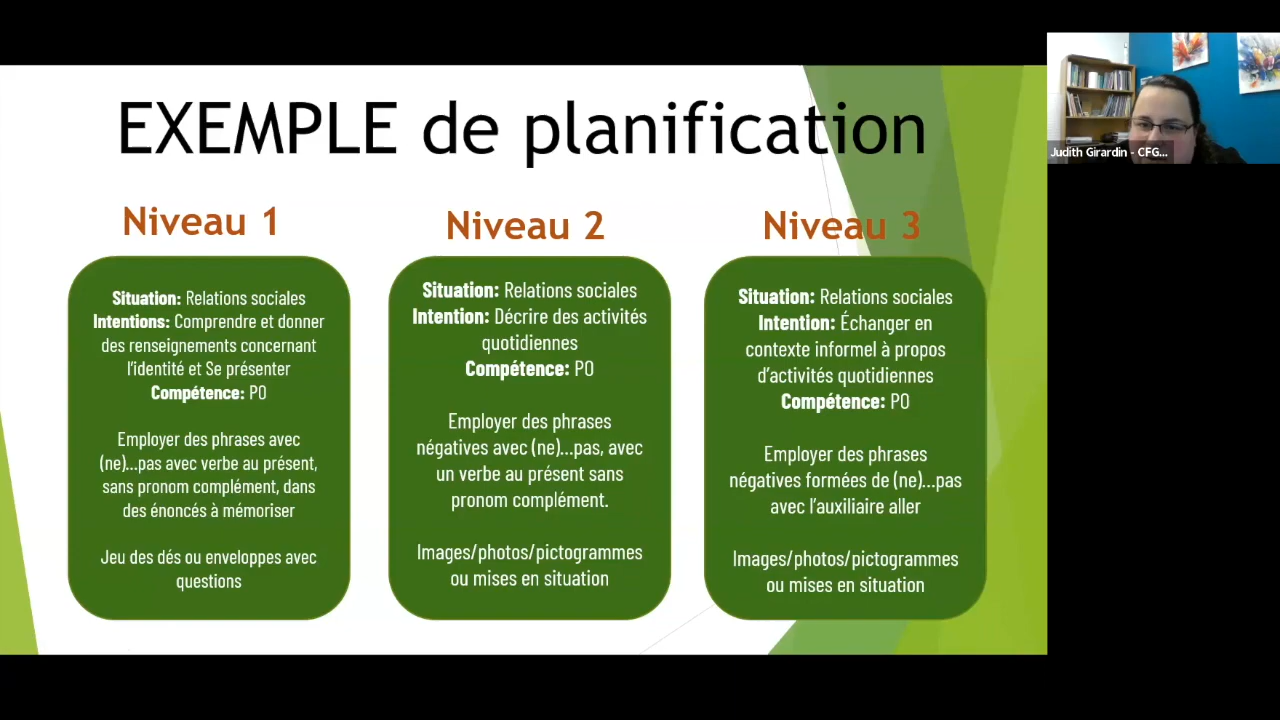 EXEMPLE de planification
Niveau 1
Situation: Relations sociales
Intentions: Comprendre et donner
des renseignements concernant
l'identité et Se présenter
Compétence: PO
Employer des phrases avec
(ne)...pas avec verbe au présent,
sans pronom complément, dans
des énoncés à mémoriser
Jeu des dés ou enveloppes avec
questions
Niveau 2
Situation: Relations sociales
Intention: Décrire des activités
quotidiennes
Compétence: PO
Employer des phrases
négatives avec (ne)...pas, avec
un verbe au présent sans
pronom complément.
Images/photos/pictogrammes
ou mises en situation
Niveau 3
Situation: Relations sociales
Intention: Échanger en
contexte informel à propos
d'activités quotidiennes
Compétence: PO
Employer des phrases
négatives formées de (ne)...pas
avec l'auxiliaire aller
Images/photos/pictogrammes
ou mises en situation
Judith Girardin - CFG...